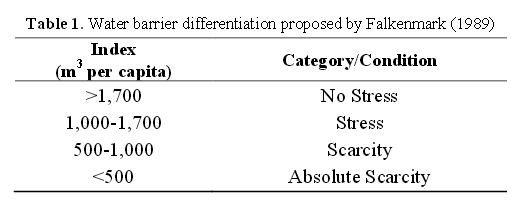 Table 1. Water barrier differentiation proposed by Falkenmark (1989)
Index
(m³ per capita) Category/Condition
>1,700 No Stress
1,000-1,700 Stress
500-1,000 Scarcity
<500 Absolute Scarcity